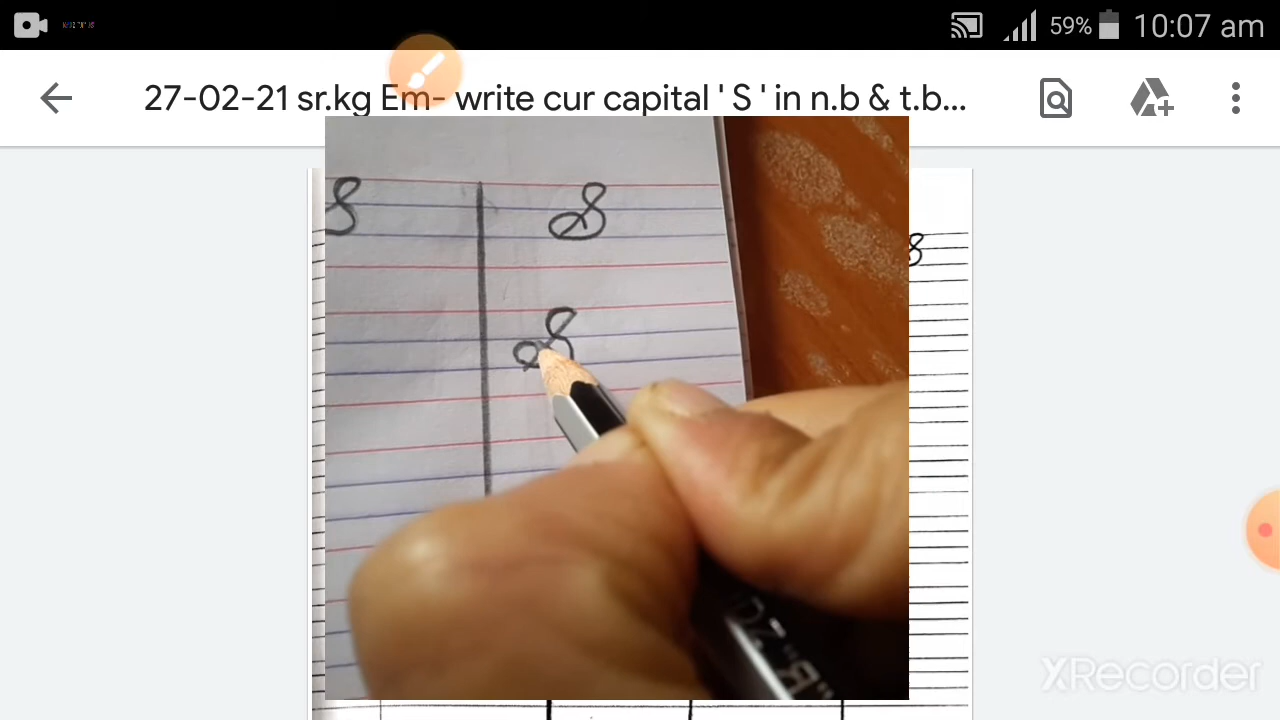 59% 10:07 am
27-02-21 sr.kg Em- write cur capital ' S ' in n.b & t.b...
S S
S
S
XRecorder